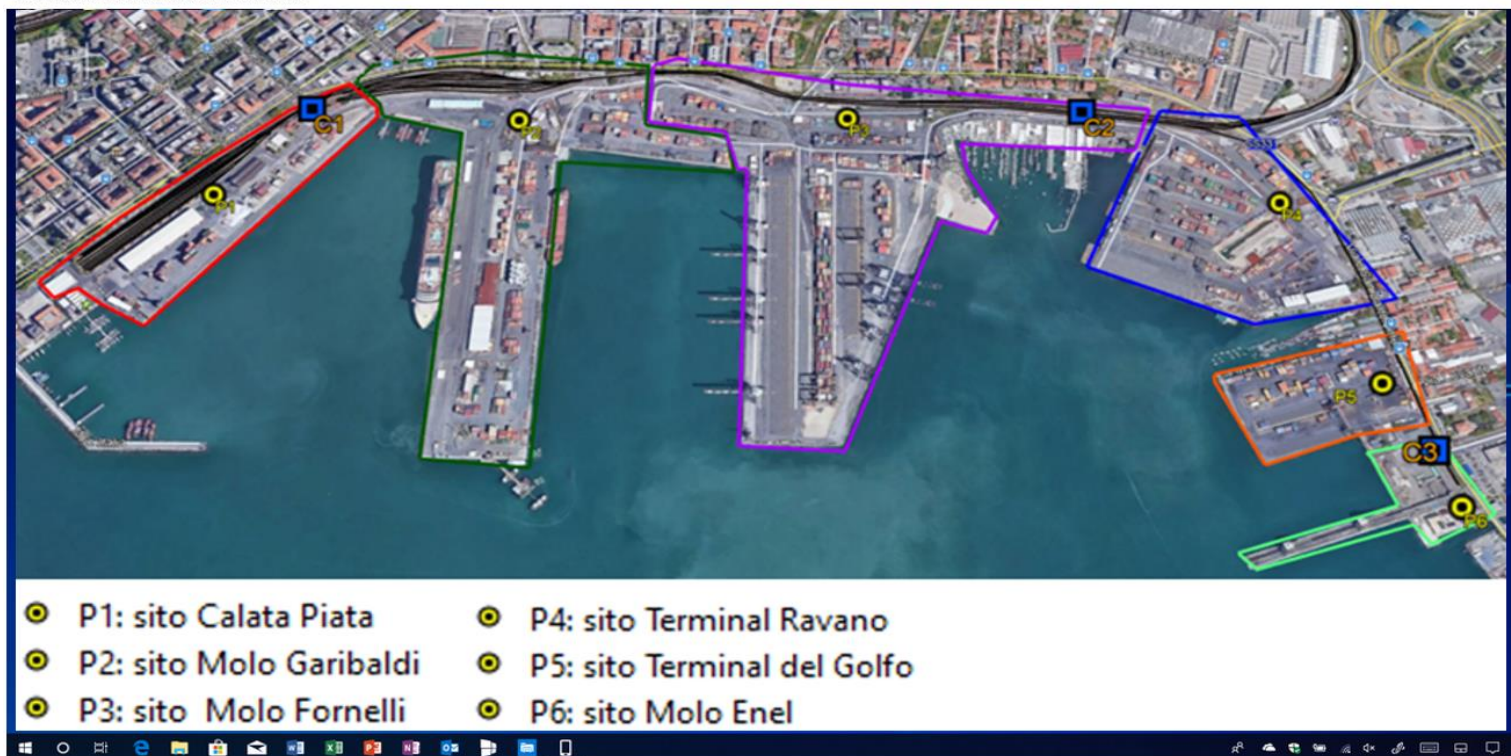 C1
P2
P3
C2
SS331
P1
P4
P5
C3
P6
P1: sito Calata Piata
P2: sito Molo Garibaldi
P3: sito Molo Fornelli
P4: sito Terminal Ravano
P5: sito Terminal del Golfo
P6: sito Molo Enel